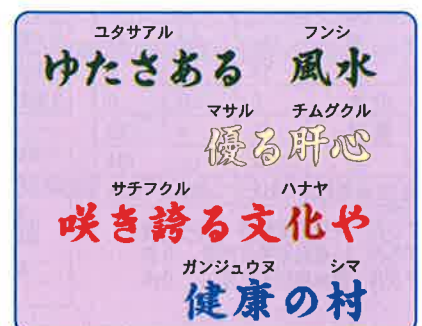 ユタサアル フンシ
ゆたさある 風水
マサル チムグクル
優る肝心
サチフクル ハナヤ
咲き誇る文化や
ガンジュウヌ シマ
健康の村